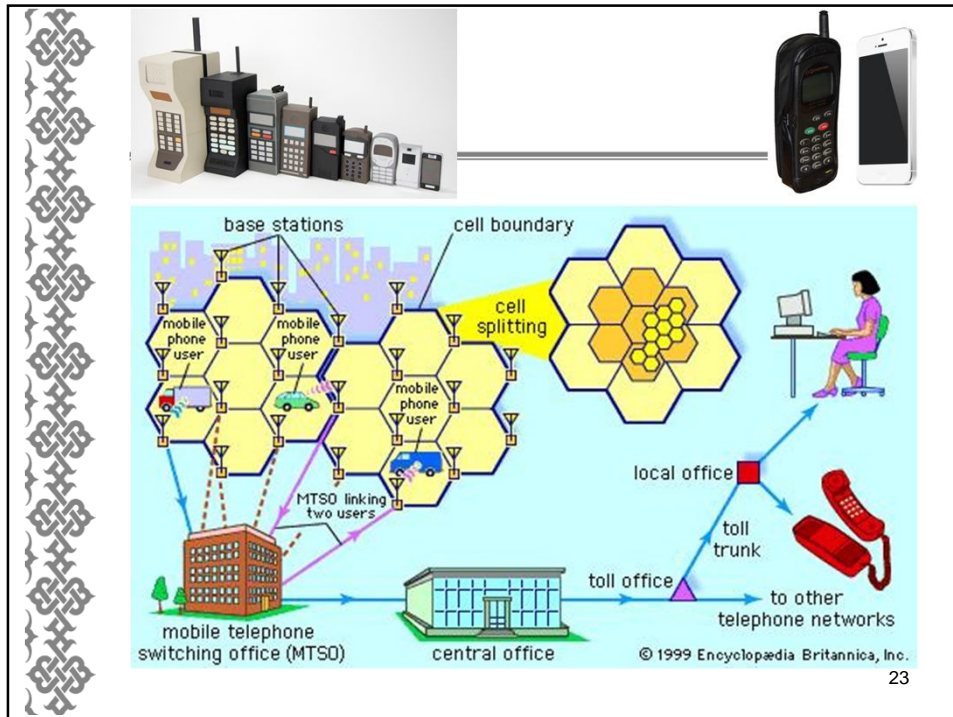 base stations
cell boundary
mobile
phone
user
mobile
phone
user
mobile
phone
user
cell
splitting
MTSO linking
two users
local office
toll
trunk
toll office
to other
telephone networks
mobile telephone
switching office (MTSO)
central office
© 1999 Encyclopædia Britannica, Inc.
23